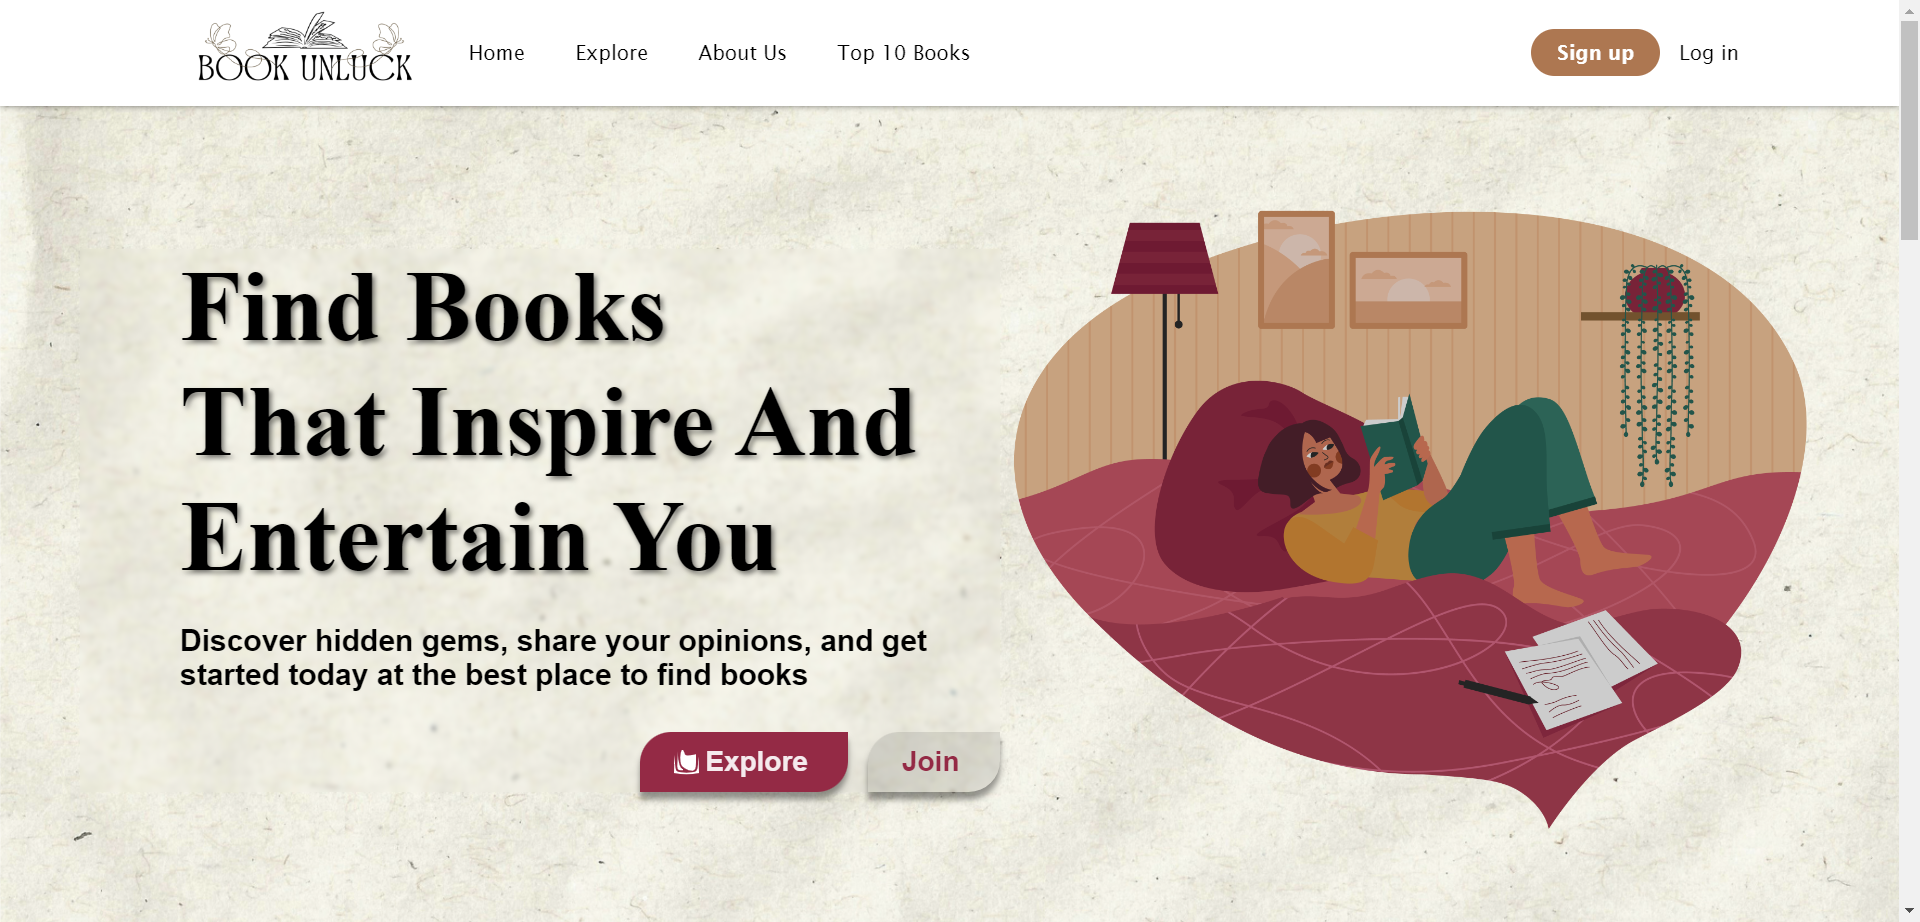 BOOK UNLUCK
Home
Explore
About Us
Top 10 Books
Sign up
Log in
Find Books
That Inspire And
Entertain You
Discover hidden gems, share your opinions, and get
started today at the best place to find books
Explore
Join